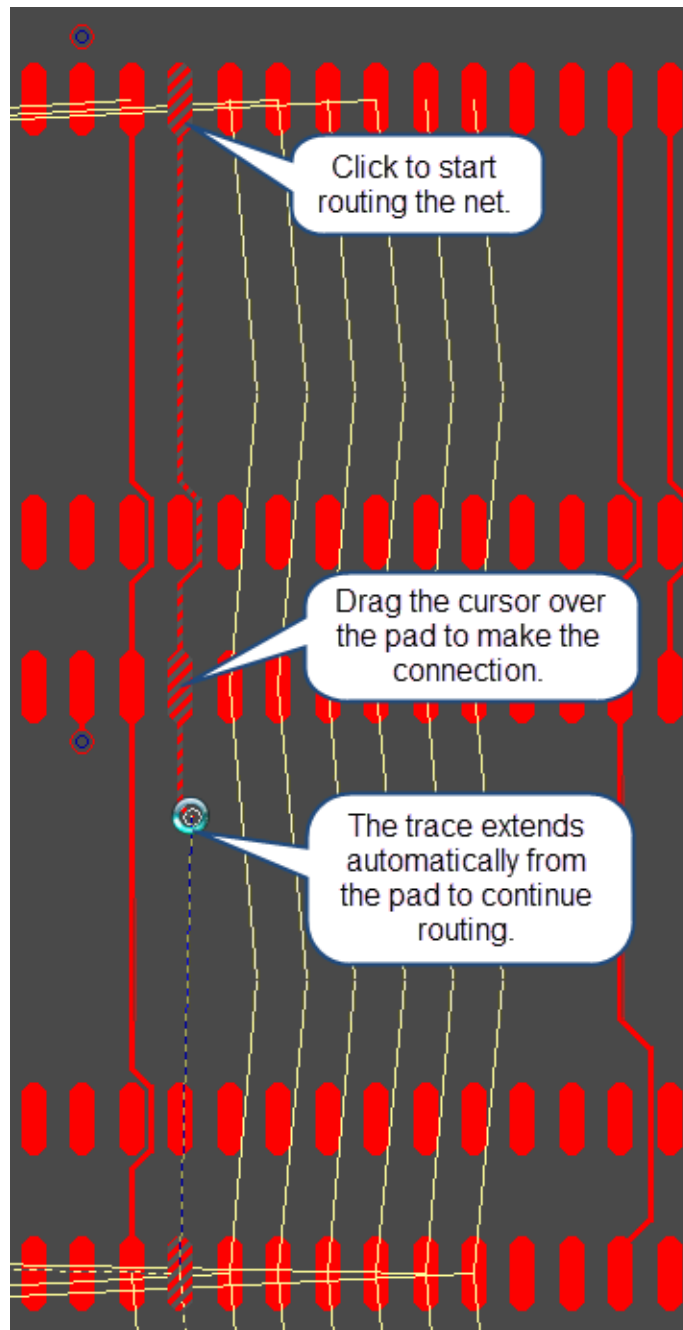 Click to start
routing the net.
Drag the cursor over
the pad to make the
connection.
The trace extends
automatically from
the pad to continue
routing.